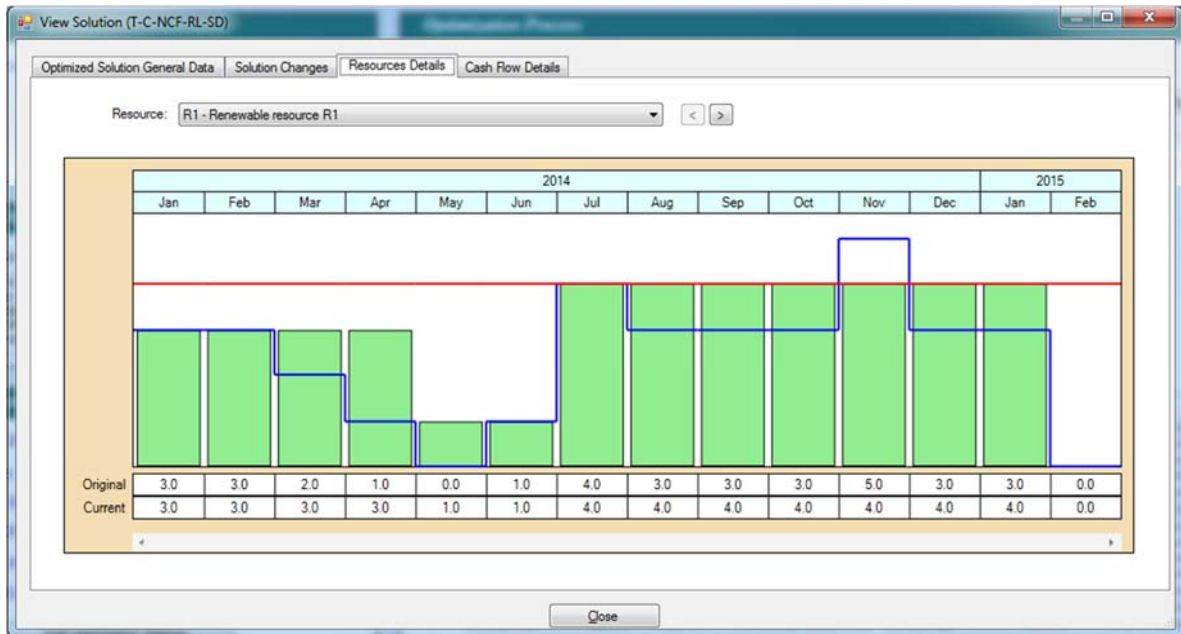 View Solution (T-C-NCF-RL-SD)
Optimized Solution General Data Solution Changes Resources Details Cash Flow Details
Resource: R1 - Renewable resource R1 < >
2014 2015
Jan Feb Mar Apr May Jun Jul Aug Sep Oct Nov Dec Jan Feb
Original 3.0 3.0 2.0 1.0 0.0 1.0 4.0 3.0 3.0 3.0 5.0 3.0 3.0 0.0
Current 3.0 3.0 3.0 3.0 1.0 1.0 4.0 4.0 4.0 4.0 4.0 4.0 4.0 0.0
Close